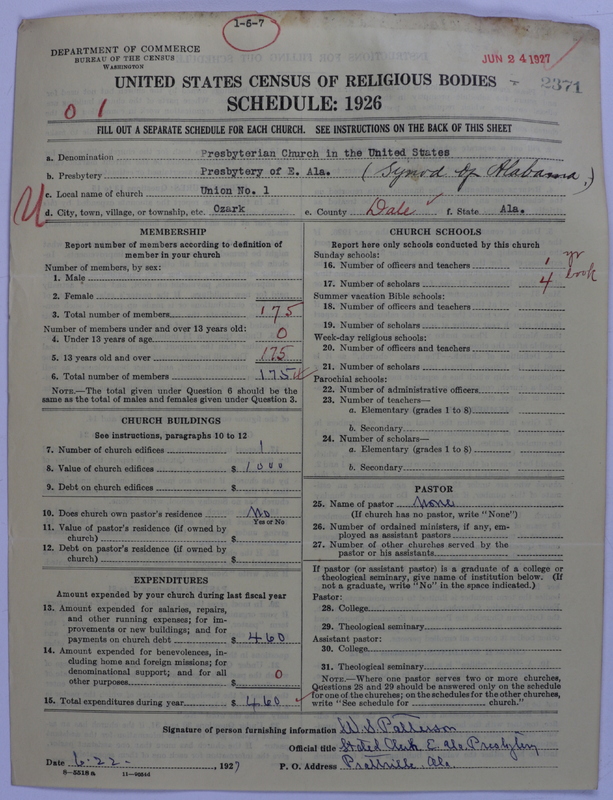 1-6-7
DEPARTMENT OF COMMERCE
BUREAU OF THE CENSUS
WASHINGTON
JUN 24 1927
UNITED STATES CENSUS OF RELIGIOUS BODIES
2371
SCHEDULE: 1926
0 1
FILL OUT A SEPARATE SCHEDULE FOR EACH CHURCH. SEE INSTRUCTIONS ON THE BACK OF THIS SHEET
a. Denomination Presbyterian Church in the United States
b. Presbytery Presbytery of E. Ala. (Synod of Alabama.)
c. Local name of church Union No. 1
d. City, town, village, or township, etc. Ozark e. County Dale f. State Ala.
MEMBERSHIP
Report number of members according to definition of
member in your church
Number of members, by sex:
1. Male
2. Female
3. Total number of members 175
Number of members under and over 13 years old:
4. Under 13 years of age 0
5. 13 years old and over 175
6. Total number of members 175
NOTE.—The total given under Question 6 should be the
same as the total of males and females given under Question 3.
CHURCH BUILDINGS
See instructions, paragraphs 10 to 12
7. Number of church edifices 1
8. Value of church edifices $ 1000
9. Debt on church edifices $
10. Does church own pastor's residence No
Yes or No
11. Value of pastor's residence (if owned by
church) $
12. Debt on pastor's residence (if owned by
church) $
EXPENDITURES
Amount expended by your church during last fiscal year
13. Amount expended for salaries, repairs,
and other running expenses; for im-
provements or new buildings; and for
payments on church debt $ 460
14. Amount expended for benevolences, in-
cluding home and foreign missions; for
denominational support; and for all
other purposes $ 0
15. Total expenditures during year $ 460
CHURCH SCHOOLS
Report here only schools conducted by this church
Sunday schools:
16. Number of officers and teachers 1 yr
17. Number of scholars 4 book
Summer vacation Bible schools:
18. Number of officers and teachers
19. Number of scholars
Week-day religious schools:
20. Number of officers and teachers
21. Number of scholars
Parochial schools:
22. Number of administrative officers
23. Number of teachers—
a. Elementary (grades 1 to 8)
b. Secondary
24. Number of scholars—
a. Elementary (grades 1 to 8)
b. Secondary
PASTOR
25. Name of pastor None
(If church has no pastor, write "None")
26. Number of ordained ministers, if any, em-
ployed as assistant pastors
27. Number of other churches served by the
pastor or his assistants
If pastor (or assistant pastor) is a graduate of a college or
theological seminary, give name of institution below. (If
not a graduate, write "No" in the space indicated.)
Pastor:
28. College
29. Theological seminary
Assistant pastor:
30. College
31. Theological seminary
NOTE.—Where one pastor serves two or more churches,
Questions 28 and 29 should be answered only on the schedule
for one of the churches; on the schedules for the other churches,
write "See schedule for church."
Signature of person furnishing information W. S. Patterson
Official title Stated Clerk E. Ala Presbytery
Date 6-22-, 1927 P. O. Address Prattville Ala
8-5518a 11-46544